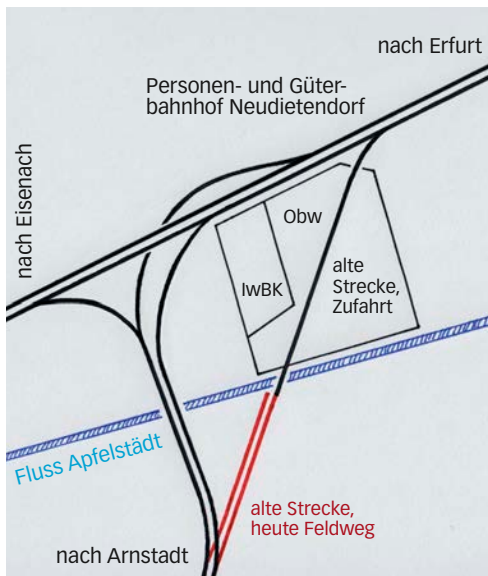 nach Erfurt
Personen- und Güter-
bahnhof Neudietendorf
nach Eisenach
Obw
IwBK
alte
Strecke,
Zufahrt
Fluss Apfelstädt
alte Strecke,
heute Feldweg
nach Arnstadt